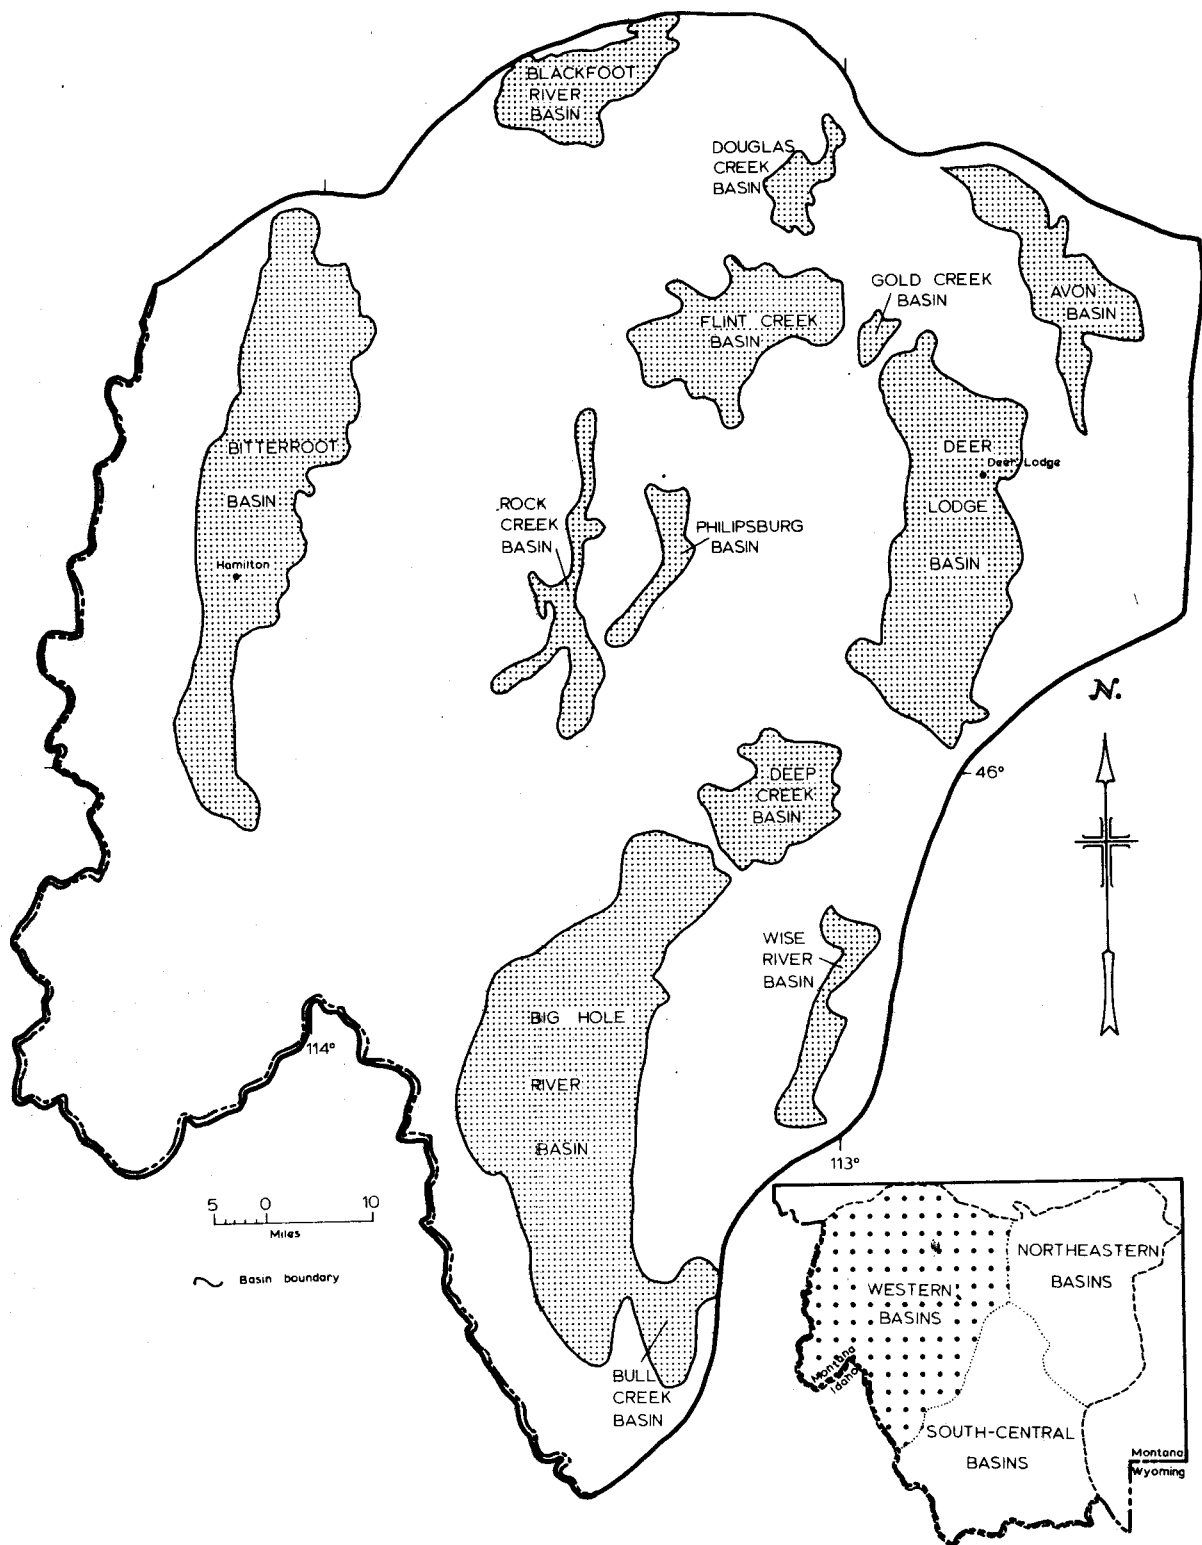 BLACKFOOT
RIVER
BASIN
DOUGLAS
CREEK
BASIN
GOLD CREEK
BASIN
AVON
BASIN
FLINT CREEK
BASIN
BITTERROOT
BASIN
Hamilton
ROCK
CREEK
BASIN
PHILIPSBURG
BASIN
DEER
Deer Lodge
LODGE
BASIN
N.
46°
DEEP
CREEK
BASIN
WISE
RIVER
BASIN
BIG HOLE
RIVER
BASIN
114°
113°
5 0 10
Miles
Basin boundary
BULL
CREEK
BASIN
NORTHEASTERN
BASINS
WESTERN
BASINS
Montana
Idaho
SOUTH-CENTRAL
BASINS
Montana
Wyoming